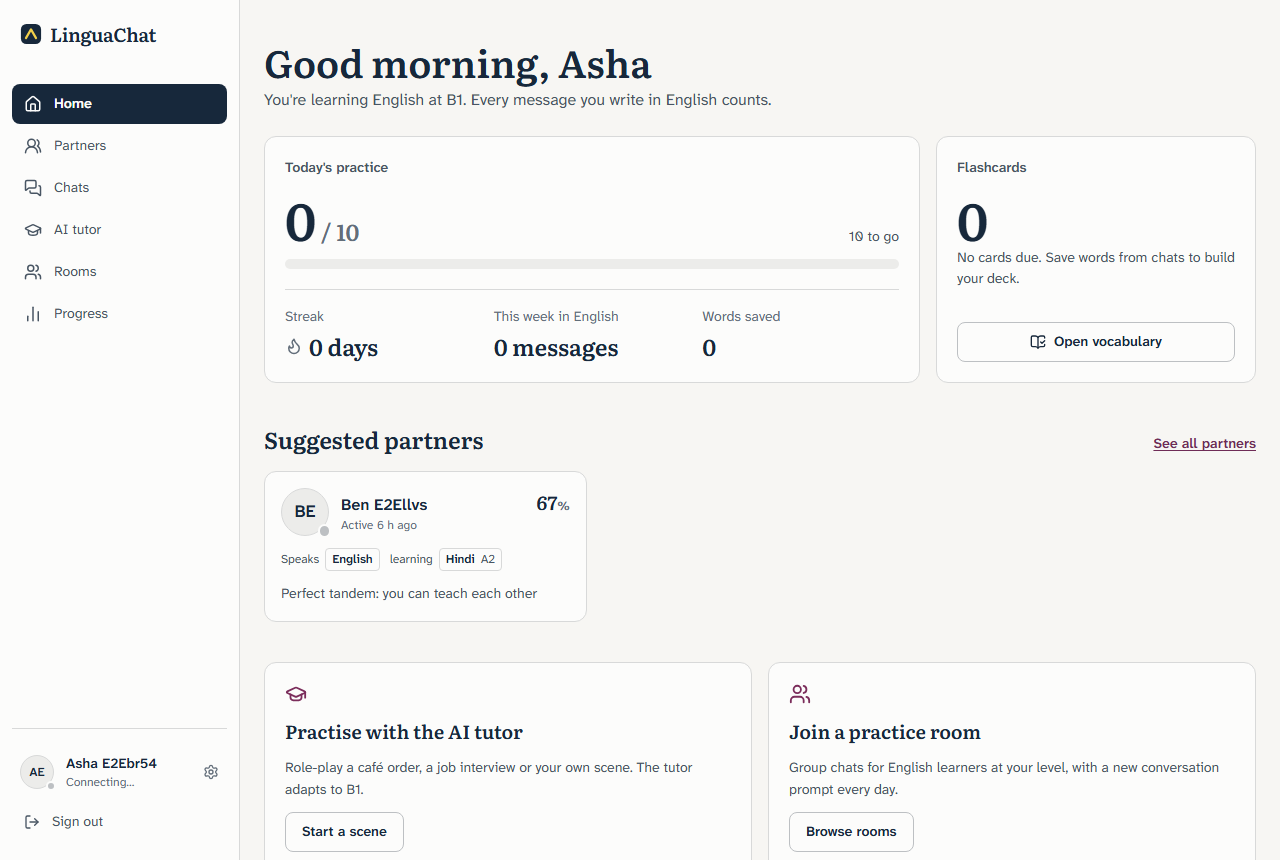 LinguaChat
Home
Partners
Chats
AI tutor
Rooms
Progress
AE
Asha E2Ebr54
Connecting...
Sign out
Good morning, Asha
You're learning English at B1. Every message you write in English counts.
Today's practice
0 / 10
10 to go
Streak
0 days
This week in English
0 messages
Words saved
0
Flashcards
0
No cards due. Save words from chats to build
your deck.
Open vocabulary
Suggested partners
See all partners
BE
Ben E2Ellvs
Active 6 h ago
67%
Speaks English learning Hindi A2
Perfect tandem: you can teach each other
Practise with the AI tutor
Role-play a café order, a job interview or your own scene. The tutor
adapts to B1.
Start a scene
Join a practice room
Group chats for English learners at your level, with a new conversation
prompt every day.
Browse rooms